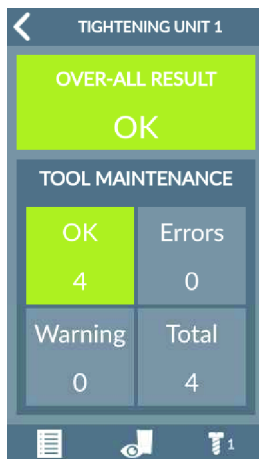 TIGHTENING UNIT 1
OVER-ALL RESULT
OK
TOOL MAINTENANCE
OK
4
Errors
0
Warning
0
Total
4
1